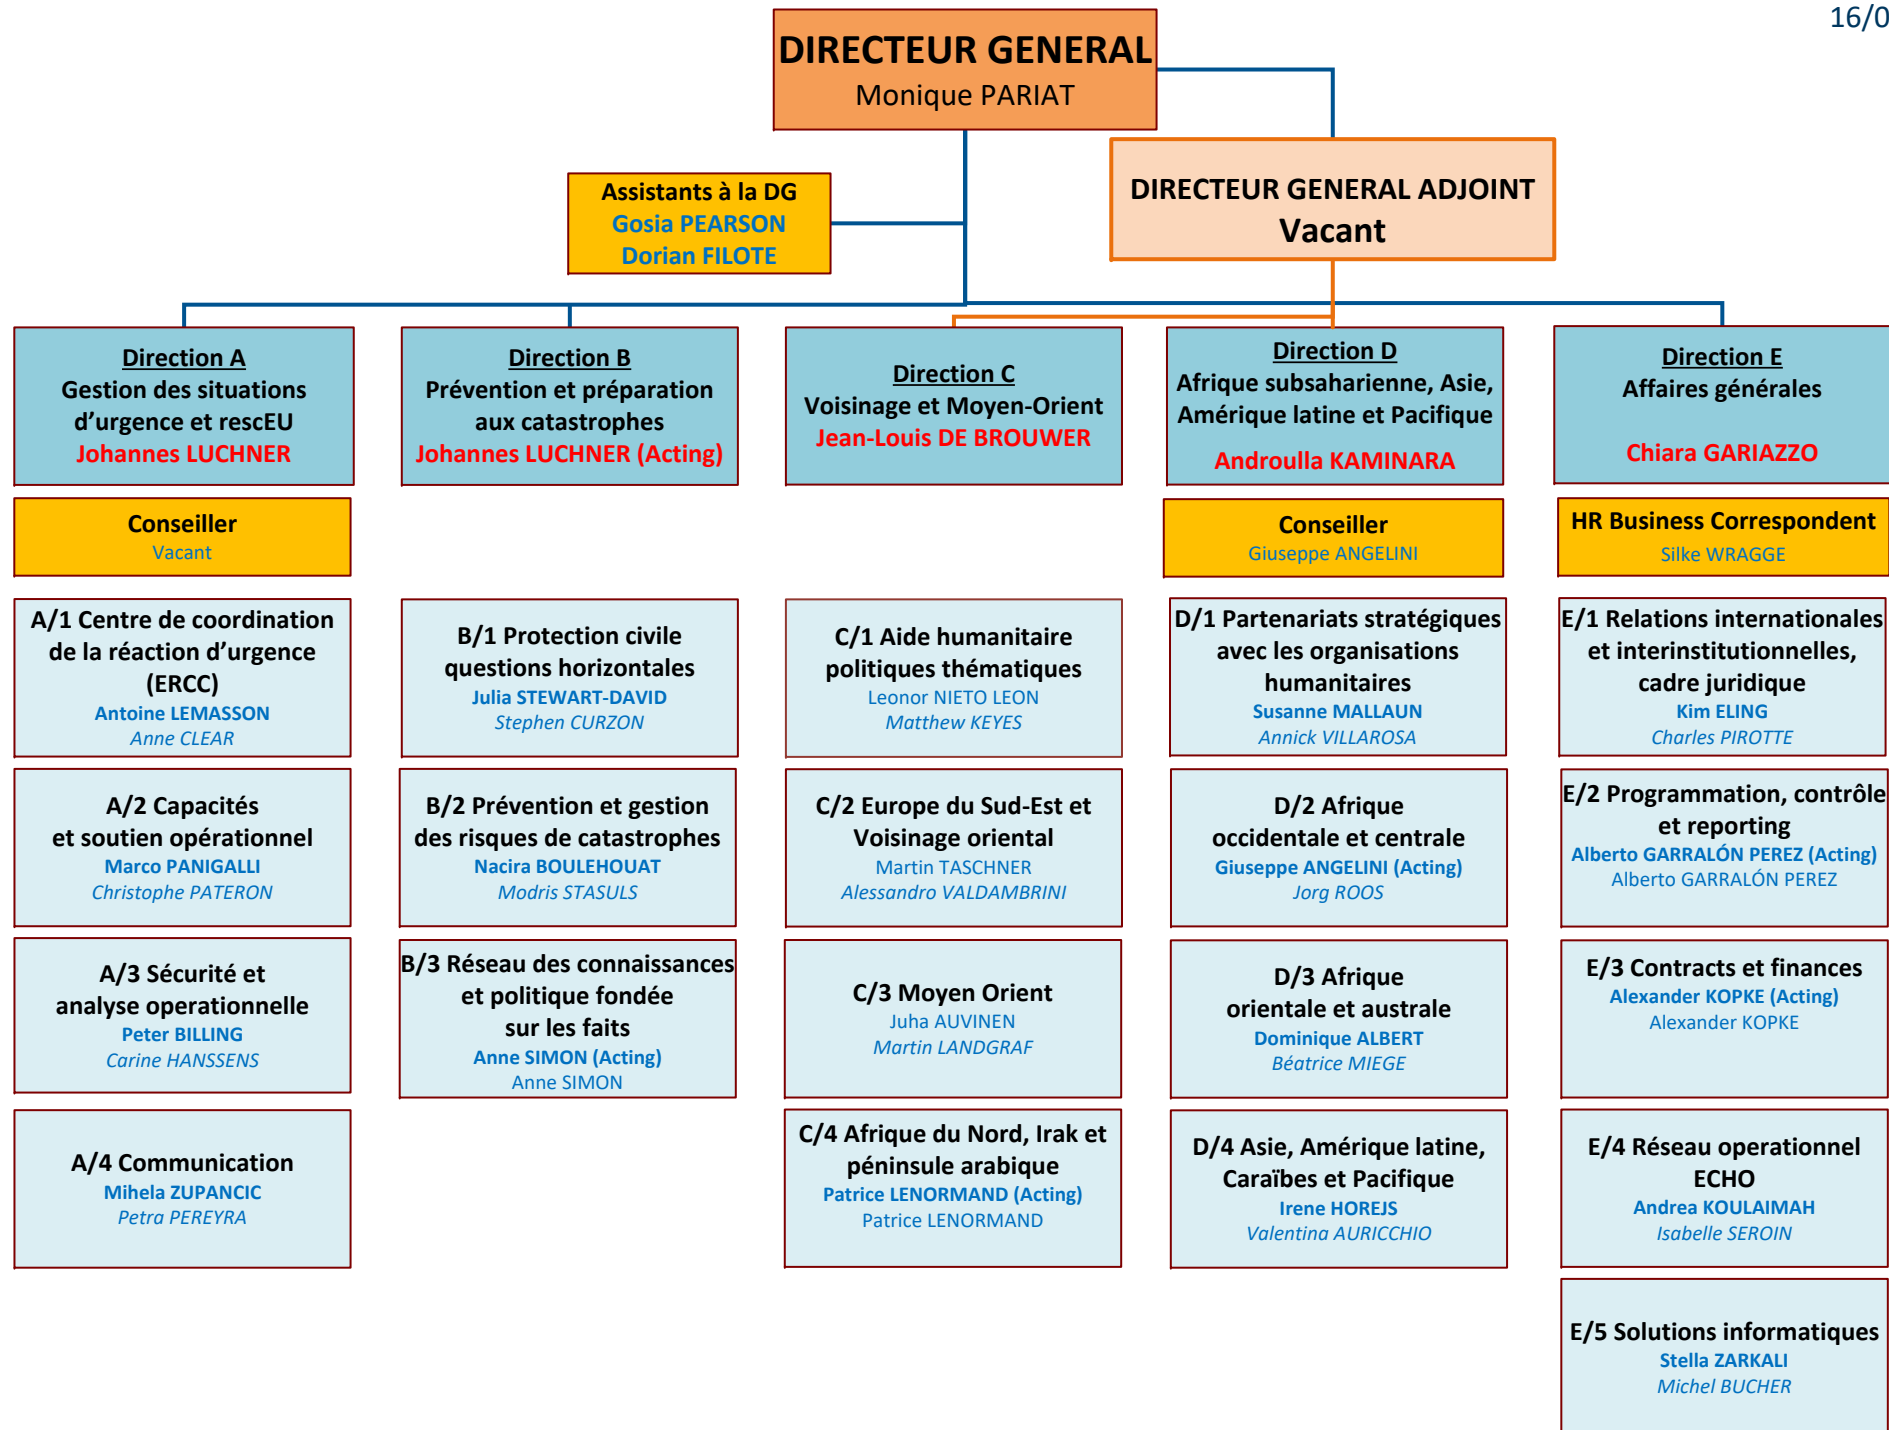 16/0
DIRECTEUR GENERAL
Monique PARIAT
Assistants à la DG
Gosia PEARSON
Dorian FILOTE
DIRECTEUR GENERAL ADJOINT
Vacant
Direction A
Gestion des situations
d’urgence et rescEU
Johannes LUCHNER
Direction B
Prévention et préparation
aux catastrophes
Johannes LUCHNER (Acting)
Direction C
Voisinage et Moyen-Orient
Jean-Louis DE BROUWER
Direction D
Afrique subsaharienne, Asie,
Amérique latine et Pacifique
Androulla KAMINARA
Direction E
Affaires générales
Chiara GARIAZZO
Conseiller
Vacant
Conseiller
Giuseppe ANGELINI
HR Business Correspondent
Silke WRAGGE
A/1 Centre de coordination
de la réaction d’urgence
(ERCC)
Antoine LEMASSON
Anne CLEAR
B/1 Protection civile
questions horizontales
Julia STEWART-DAVID
Stephen CURZON
C/1 Aide humanitaire
politiques thématiques
Leonor NIETO LEON
Matthew KEYES
D/1 Partenariats stratégiques
avec les organisations
humanitaires
Susanne MALLAUN
Annick VILLAROSA
E/1 Relations internationales
et interinstitutionnelles,
cadre juridique
Kim ELING
Charles PIROTTE
A/2 Capacités
et soutien opérationnel
Marco PANIGALLI
Christophe PATERON
B/2 Prévention et gestion
des risques de catastrophes
Nacira BOULEHOUAT
Modris STASULS
C/2 Europe du Sud-Est et
Voisinage oriental
Martin TASCHNER
Alessandro VALDAMBRINI
D/2 Afrique
occidentale et centrale
Giuseppe ANGELINI (Acting)
Jorg ROOS
E/2 Programmation, contrôle
et reporting
Alberto GARRALÓN PEREZ (Acting)
Alberto GARRALÓN PEREZ
A/3 Sécurité et
analyse operationnelle
Peter BILLING
Carine HANSSENS
B/3 Réseau des connaissances
et politique fondée
sur les faits
Anne SIMON (Acting)
Anne SIMON
C/3 Moyen Orient
Juha AUVINEN
Martin LANDGRAF
D/3 Afrique
orientale et australe
Dominique ALBERT
Béatrice MIEGE
E/3 Contracts et finances
Alexander KOPKE (Acting)
Alexander KOPKE
A/4 Communication
Mihela ZUPANCIC
Petra PEREYRA
C/4 Afrique du Nord, Irak et
péninsule arabique
Patrice LENORMAND (Acting)
Patrice LENORMAND
D/4 Asie, Amérique latine,
Caraïbes et Pacifique
Irene HOREJS
Valentina AURICCHIO
E/4 Réseau operationnel
ECHO
Andrea KOULAIMAH
Isabelle SEROIN
E/5 Solutions informatiques
Stella ZARKALI
Michel BUCHER